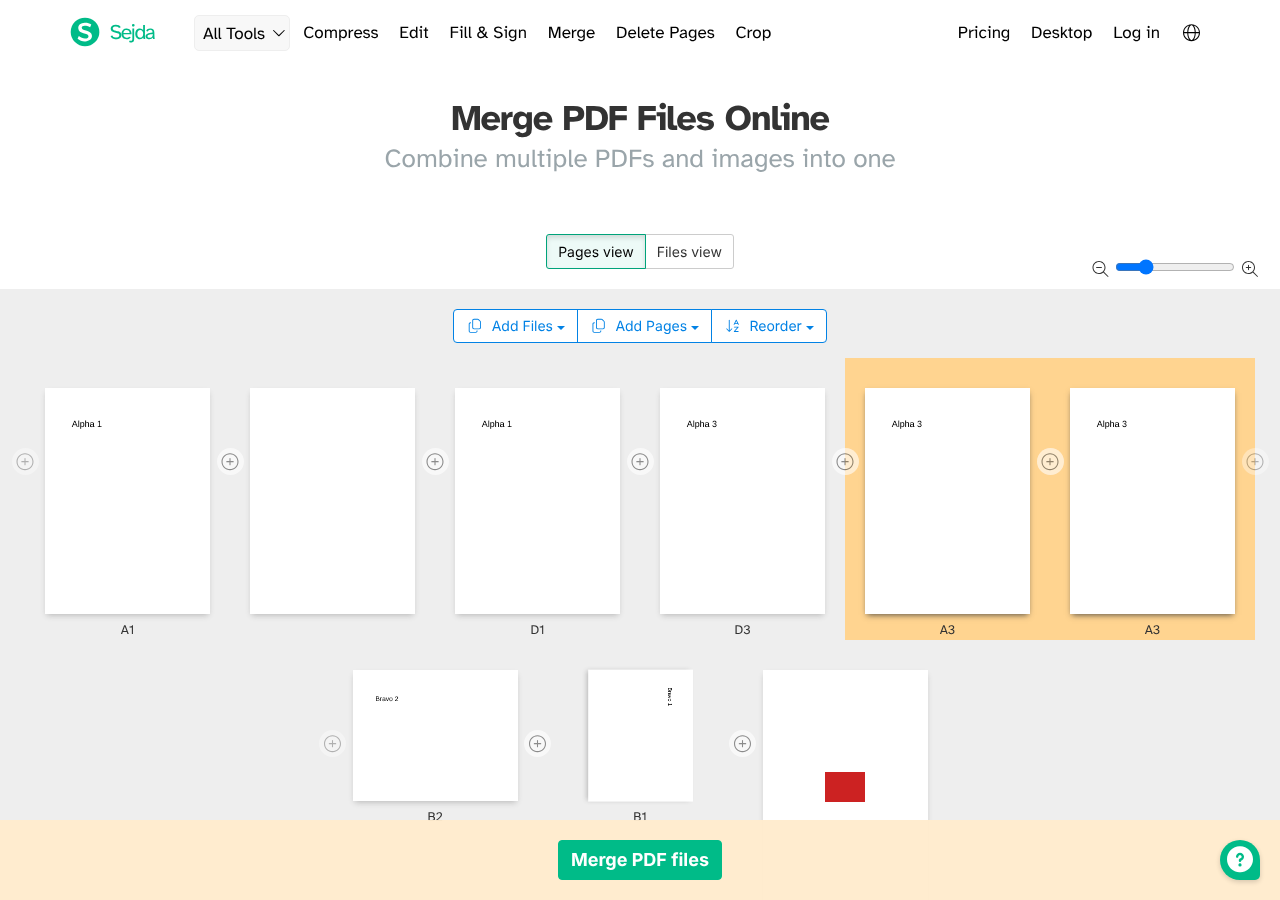 S Sejda All Tools Compress Edit Fill & Sign Merge Delete Pages Crop Pricing Desktop Log in
Merge PDF Files Online
Combine multiple PDFs and images into one
Pages view Files view
Add Files Add Pages Reorder
Alpha 1 Alpha 1 Alpha 3 Alpha 3 Alpha 3
A1 D1 D3 A3 A3
Bravo 2 Bravo 1
B2 B1
Merge PDF files
?